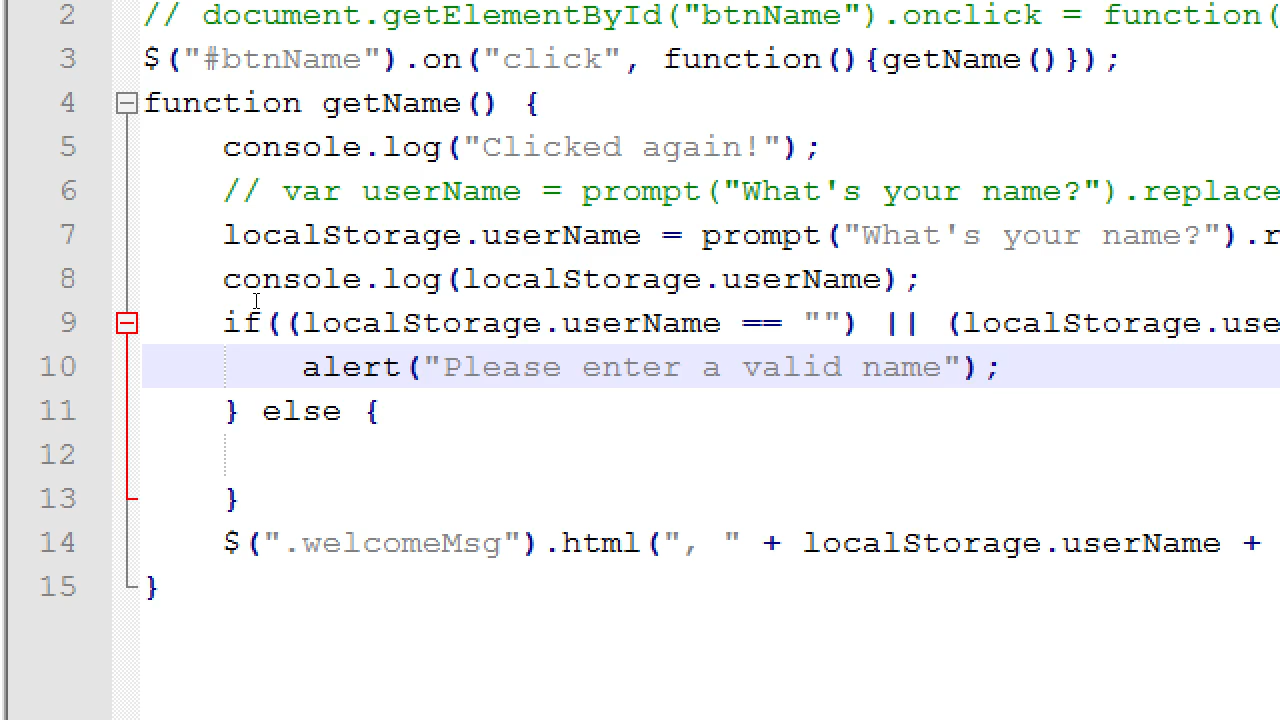 2 // document.getElementById("btnName").onclick = function(
3 $("#btnName").on("click", function(){getName()});
4 function getName() {
5 console.log("Clicked again!");
6 // var userName = prompt("What's your name?").replace
7 localStorage.userName = prompt("What's your name?").r
8 console.log(localStorage.userName);
9 if((localStorage.userName == "") || (localStorage.use
10 alert("Please enter a valid name");
11 } else {
12
13 }
14 $(".welcomeMsg").html(", " + localStorage.userName +
15 }